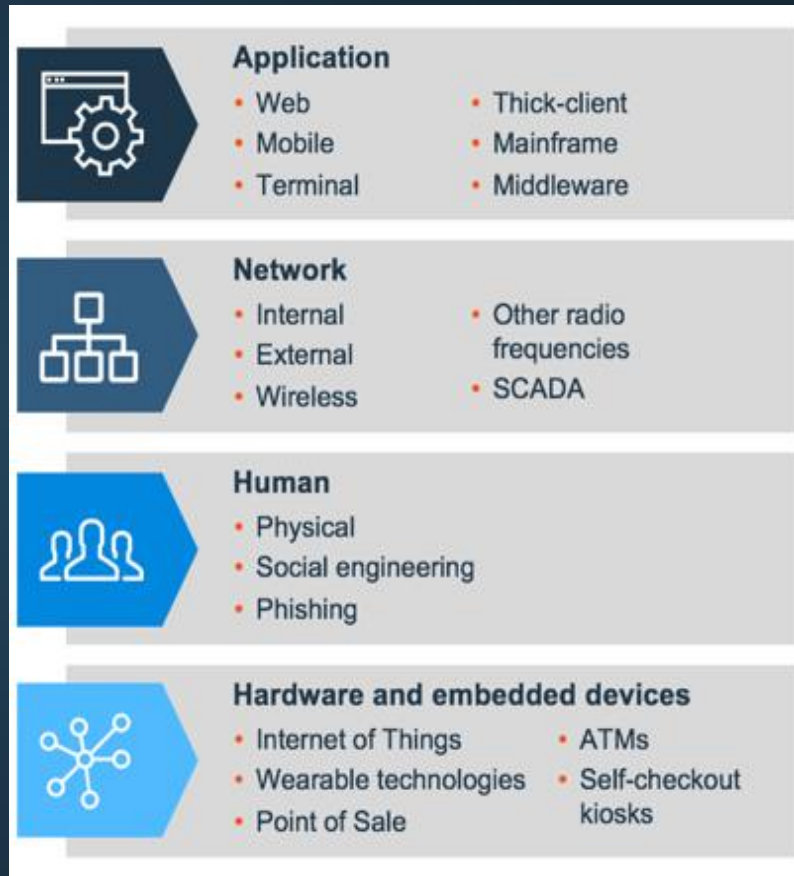 Application
• Web
• Mobile
• Terminal
• Thick-client
• Mainframe
• Middleware
Network
• Internal
• External
• Wireless
• Other radio
frequencies
• SCADA
Human
• Physical
• Social engineering
• Phishing
Hardware and embedded devices
• Internet of Things
• Wearable technologies
• Point of Sale
• ATMs
• Self-checkout
kiosks